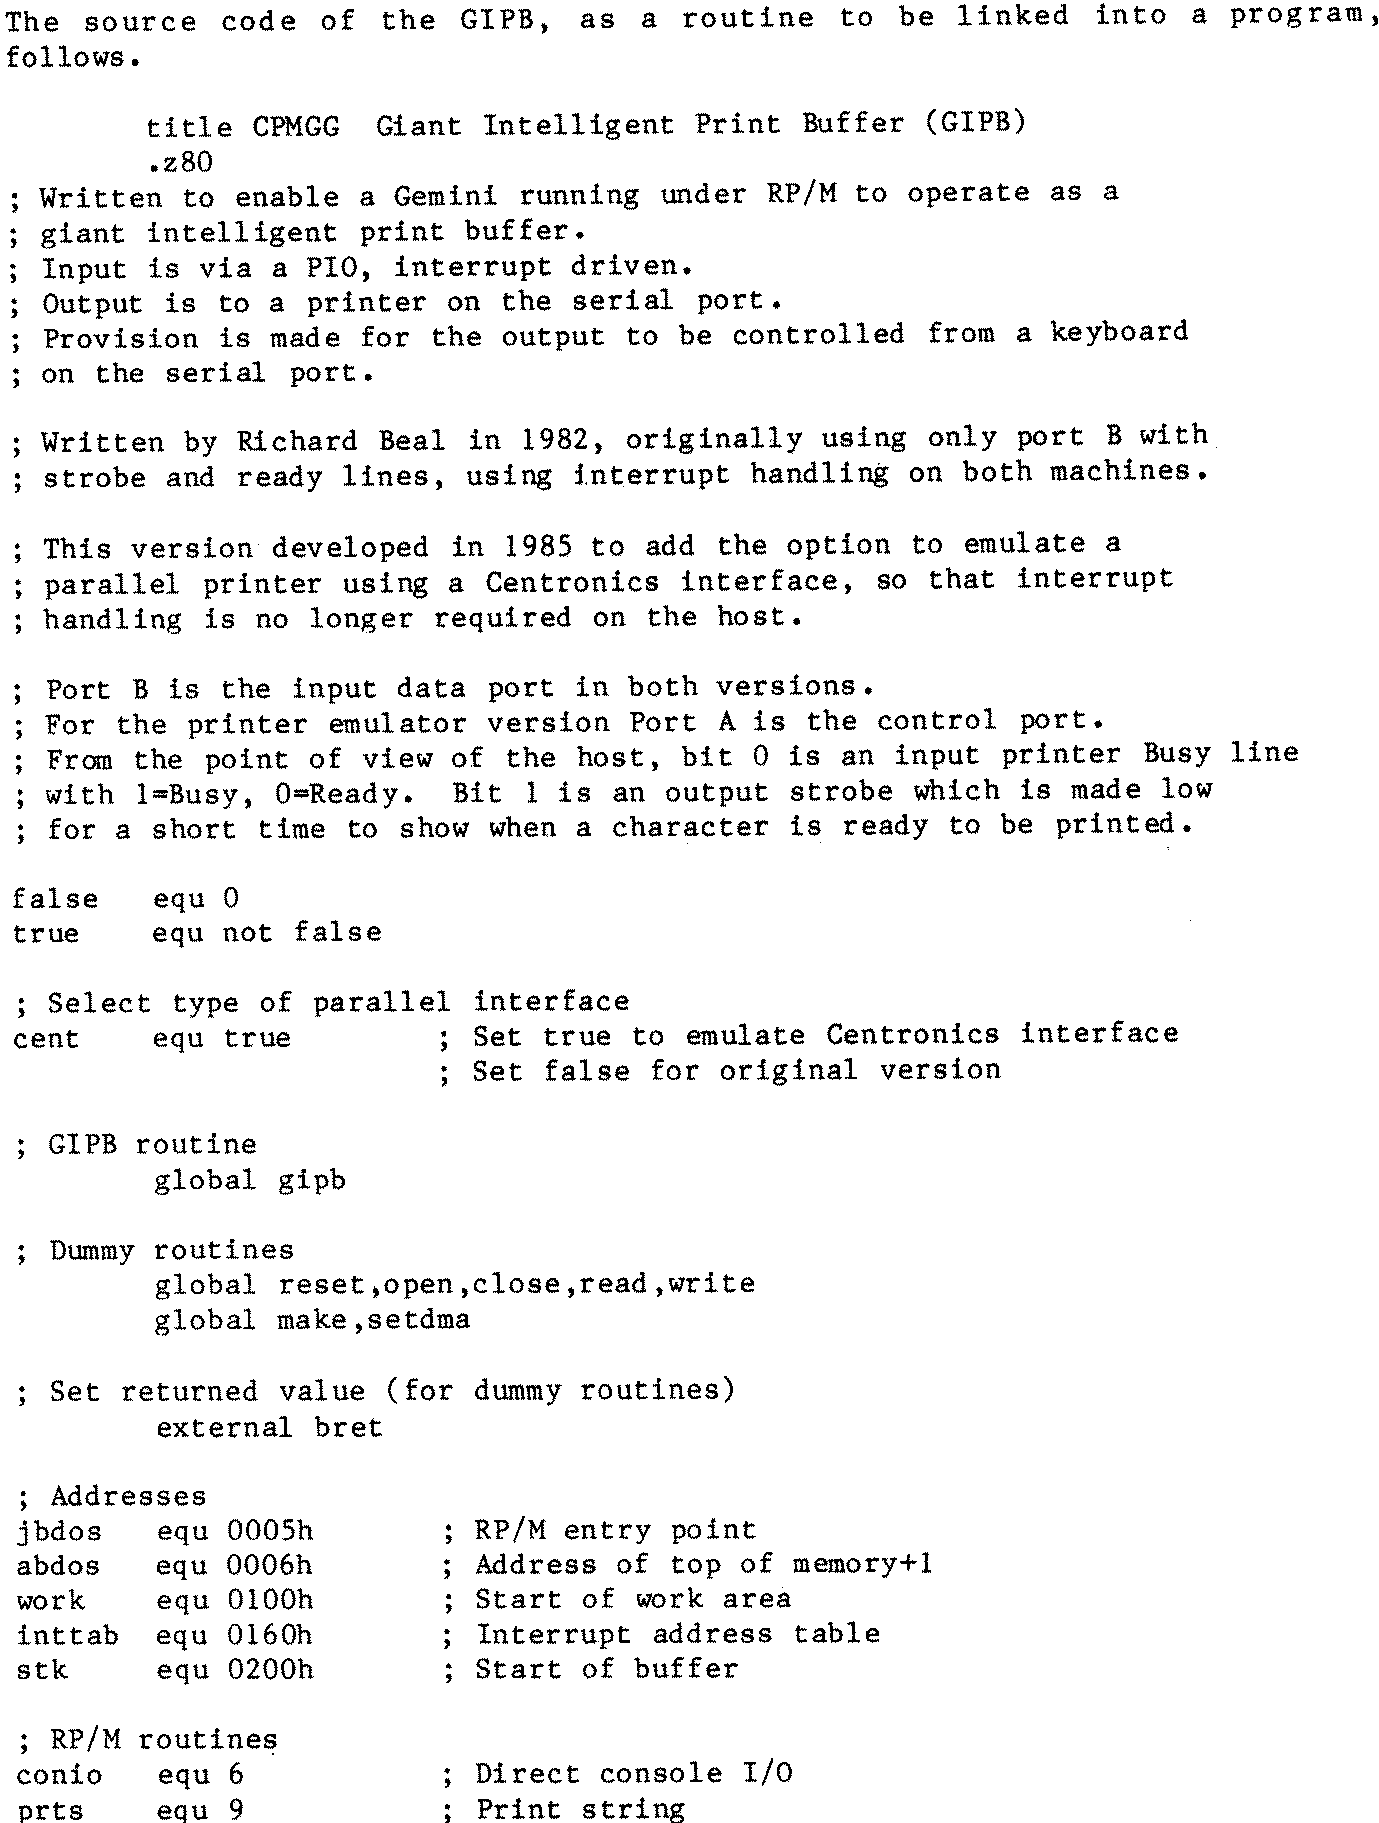 The source code of the GIPB, as a routine to be linked into a program,
follows.
title CPMGG  Giant Intelligent Print Buffer (GIPB)
.z80
; Written to enable a Gemini running under RP/M to operate as a
; giant intelligent print buffer.
; Input is via a PIO, interrupt driven.
; Output is to a printer on the serial port.
; Provision is made for the output to be controlled from a keyboard
; on the serial port.
; Written by Richard Beal in 1982, originally using only port B with
; strobe and ready lines, using interrupt handling on both machines.
; This version developed in 1985 to add the option to emulate a
; parallel printer using a Centronics interface, so that interrupt
; handling is no longer required on the host.
; Port B is the input data port in both versions.
; For the printer emulator version Port A is the control port.
; From the point of view of the host, bit 0 is an input printer Busy line
; with 1=Busy, 0=Ready.  Bit 1 is an output strobe which is made low
; for a short time to show when a character is ready to be printed.
false   equ 0
true    equ not false
; Select type of parallel interface
cent    equ true        ; Set true to emulate Centronics interface
; Set false for original version
; GIPB routine
global gipb
; Dummy routines
global reset,open,close,read,write
global make,setdma
; Set returned value (for dummy routines)
external bret
; Addresses
jbdos   equ 0005h       ; RP/M entry point
abdos   equ 0006h       ; Address of top of memory+1
work    equ 0100h       ; Start of work area
inttab  equ 0160h       ; Interrupt address table
stk     equ 0200h       ; Start of buffer
; RP/M routines
conio   equ 6           ; Direct console I/O
prts    equ 9           ; Print string